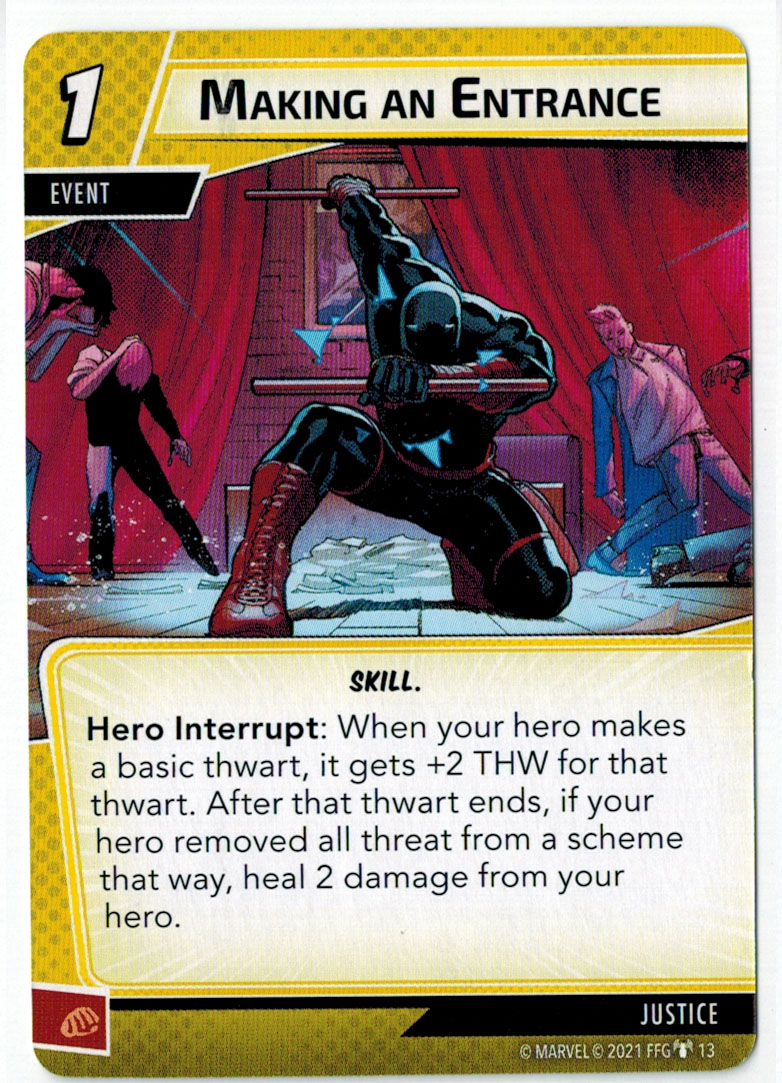 1
MAKING AN ENTRANCE
EVENT
SKILL.
Hero Interrupt: When your hero makes
a basic thwart, it gets +2 THW for that
thwart. After that thwart ends, if your
hero removed all threat from a scheme
that way, heal 2 damage from your
hero.
JUSTICE
© MARVEL © 2021 FFG 13